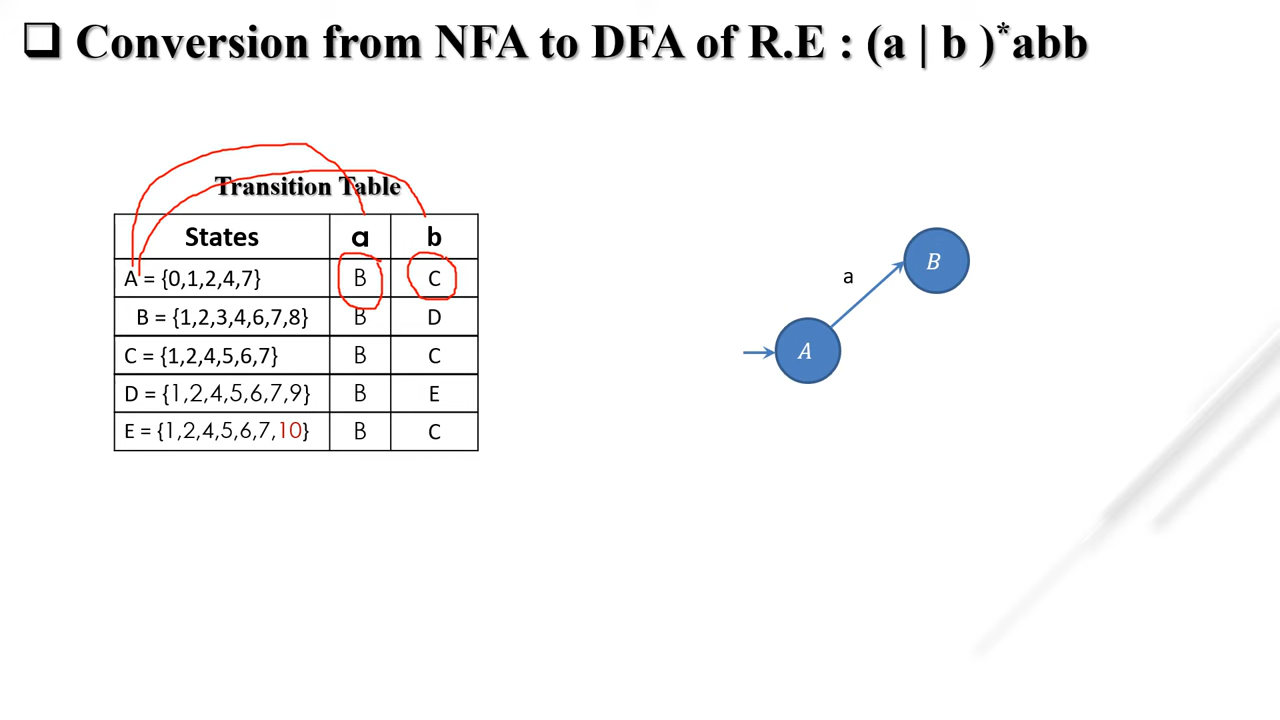 ❑ Conversion from NFA to DFA of R.E : (a | b )*abb
Transition Table
States a b
A = {0,1,2,4,7} B C
B = {1,2,3,4,6,7,8} B D
C = {1,2,4,5,6,7} B C
D = {1,2,4,5,6,7,9} B E
E = {1,2,4,5,6,7,10} B C
B
a
A